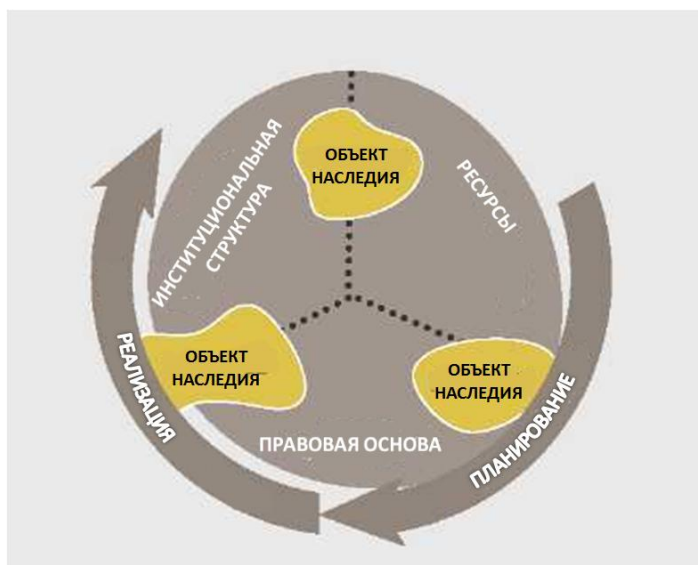 ОБЪЕКТ
НАСЛЕДИЯ
ИНСТИТУЦИОНАЛЬНАЯ
СТРУКТУРА
РЕСУРСЫ
ОБЪЕКТ
НАСЛЕДИЯ
ОБЪЕКТ
НАСЛЕДИЯ
РЕАЛИЗАЦИЯ
ПРАВОВАЯ ОСНОВА
ПЛАНИРОВАНИЕ